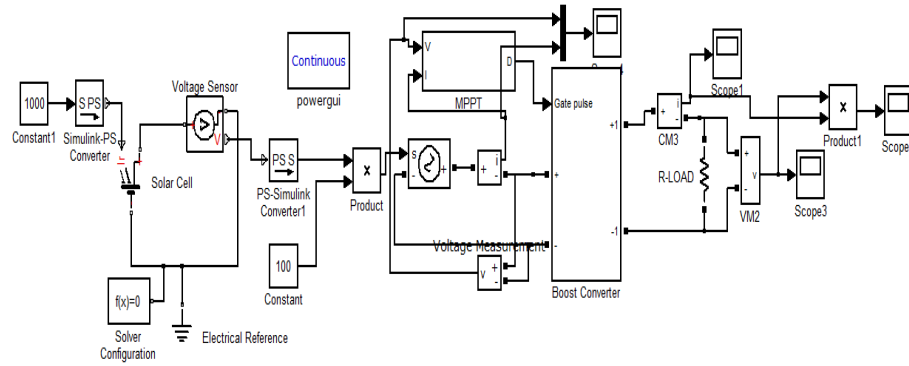 1000
Constant1
S PS
Simulink-PS
Converter
Voltage Sensor
V
Solar Cell
f(x)=0
Solver
Configuration
Electrical Reference
Continuous
powergui
PS S
PS-Simulink
Converter1
100
Constant
×
Product
V
I
D
MPPT
s
-
+
+
i
-
Voltage Measurement
v
+
-
Gate pulse
+
-
+1
-1
Boost Converter
+
i
-
CM3
R-LOAD
+
-
v
VM2
Scope1
Scope3
×
Product1
Scope